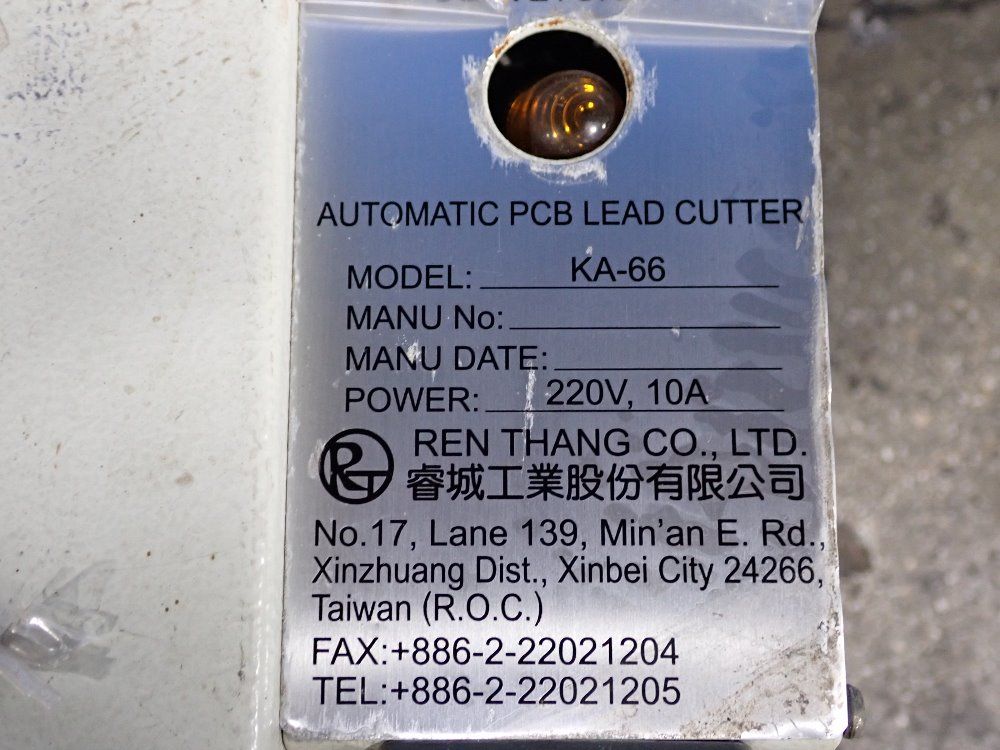 AUTOMATIC PCB LEAD CUTTER
MODEL: KA-66
MANU No:
MANU DATE:
POWER: 220V, 10A
RT
REN THANG CO., LTD.
睿城工業股份有限公司
No.17, Lane 139, Min'an E. Rd.,
Xinzhuang Dist., Xinbei City 24266,
Taiwan (R.O.C.)
FAX:+886-2-22021204
TEL:+886-2-22021205